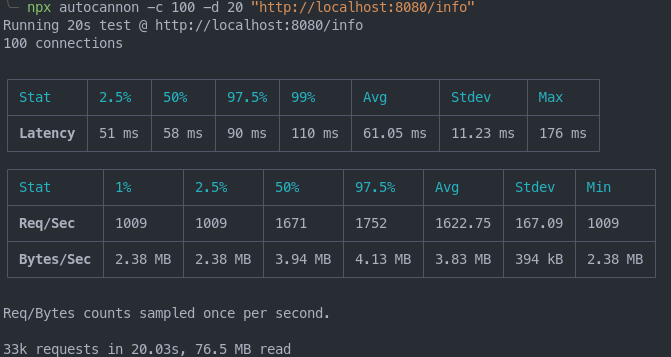 npx autocannon -c 100 -d 20 "http://localhost:8080/info"
Running 20s test @ http://localhost:8080/info
100 connections
Stat 2.5% 50% 97.5% 99% Avg Stdev Max
Latency 51 ms 58 ms 90 ms 110 ms 61.05 ms 11.23 ms 176 ms
Stat 1% 2.5% 50% 97.5% Avg Stdev Min
Req/Sec 1009 1009 1671 1752 1622.75 167.09 1009
Bytes/Sec 2.38 MB 2.38 MB 3.94 MB 4.13 MB 3.83 MB 394 kB 2.38 MB
Req/Bytes counts sampled once per second.
33k requests in 20.03s, 76.5 MB read